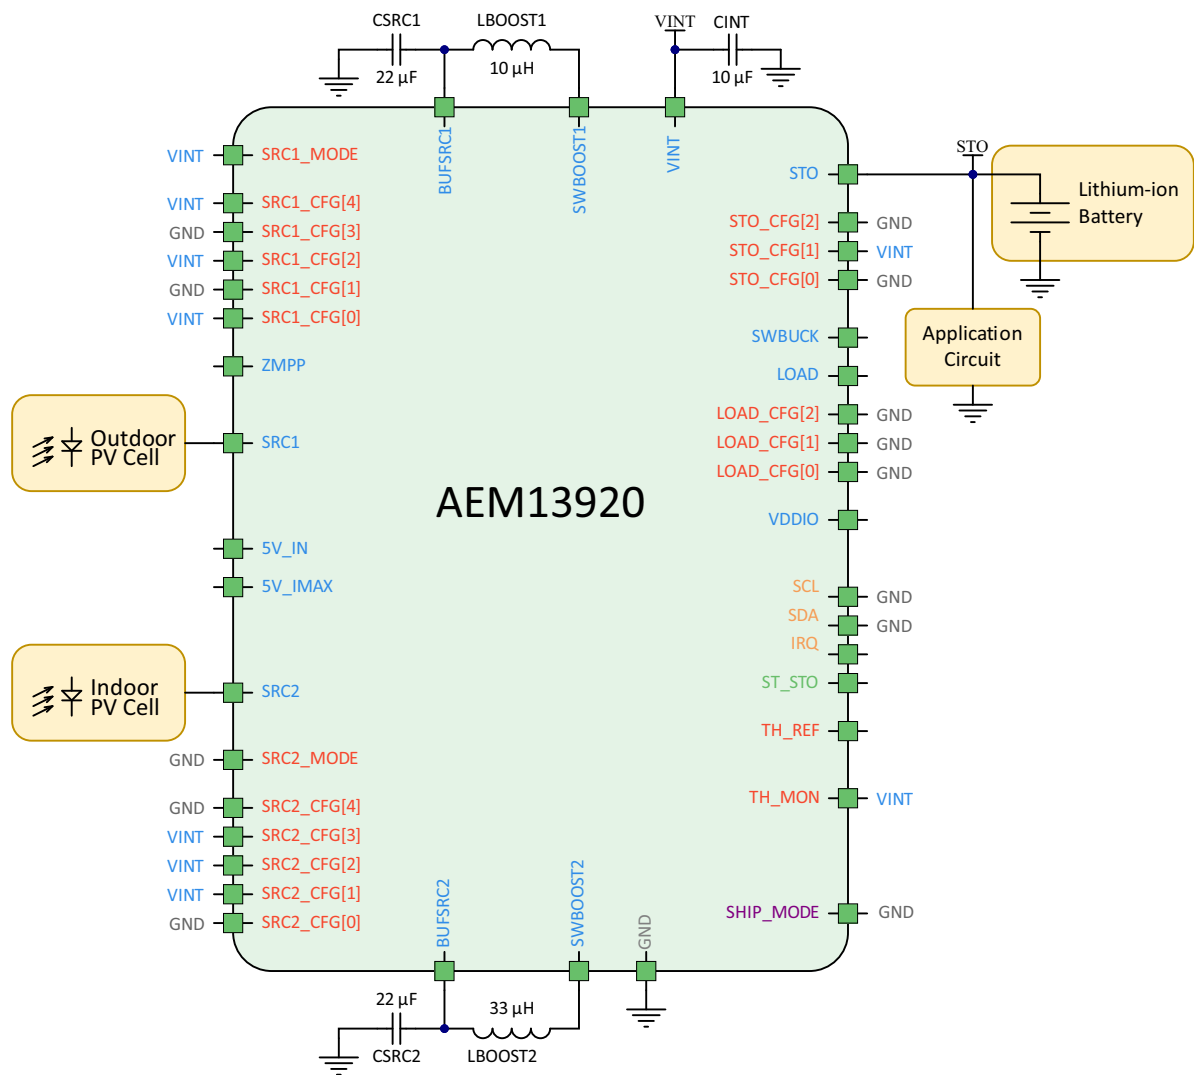 CSRC1
LBOOST1
22 µF
10 µH
VINT
CINT
10 µF
BUFSRC1
SWBOOST1
VINT
VINT SRC1_MODE
VINT SRC1_CFG[4]
GND SRC1_CFG[3]
VINT SRC1_CFG[2]
GND SRC1_CFG[1]
VINT SRC1_CFG[0]
ZMPP
Outdoor
PV Cell
SRC1
5V_IN
5V_IMAX
Indoor
PV Cell
SRC2
GND SRC2_MODE
GND SRC2_CFG[4]
VINT SRC2_CFG[3]
VINT SRC2_CFG[2]
VINT SRC2_CFG[1]
GND SRC2_CFG[0]
AEM13920
STO
STO
Lithium-ion
Battery
STO_CFG[2] GND
STO_CFG[1] VINT
STO_CFG[0] GND
Application
Circuit
SWBUCK
LOAD
LOAD_CFG[2] GND
LOAD_CFG[1] GND
LOAD_CFG[0] GND
VDDIO
SCL GND
SDA GND
IRQ
ST_STO
TH_REF
TH_MON VINT
SHIP_MODE GND
BUFSRC2
SWBOOST2
GND
22 µF
33 µH
CSRC2
LBOOST2